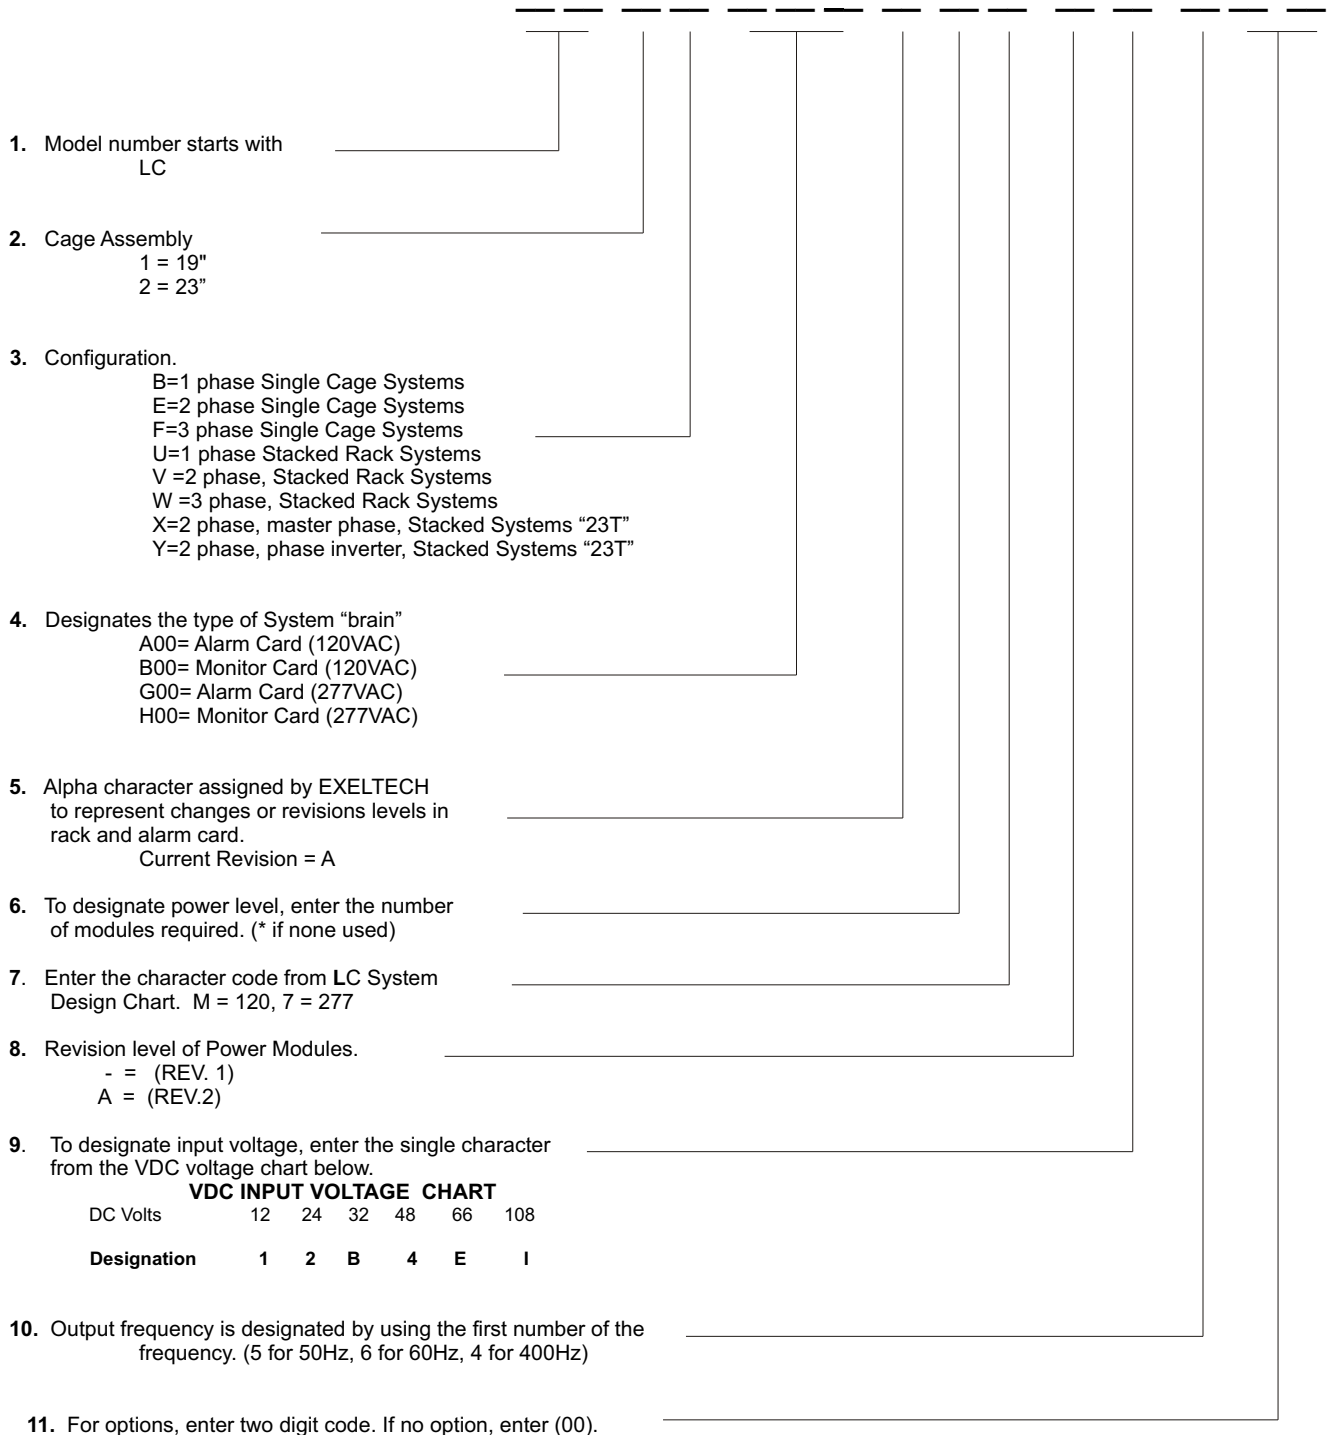 1. Model number starts with
LC
2. Cage Assembly
1 = 19"
2 = 23”
3. Configuration.
B=1 phase Single Cage Systems
E=2 phase Single Cage Systems
F=3 phase Single Cage Systems
U=1 phase Stacked Rack Systems
V =2 phase, Stacked Rack Systems
W =3 phase, Stacked Rack Systems
X=2 phase, master phase, Stacked Systems “23T”
Y=2 phase, phase inverter, Stacked Systems “23T”
4. Designates the type of System “brain”
A00= Alarm Card (120VAC)
B00= Monitor Card (120VAC)
G00= Alarm Card (277VAC)
H00= Monitor Card (277VAC)
5. Alpha character assigned by EXELTECH
to represent changes or revisions levels in
rack and alarm card.
Current Revision = A
6. To designate power level, enter the number
of modules required. (* if none used)
7. Enter the character code from LC System
Design Chart. M = 120, 7 = 277
8. Revision level of Power Modules.
- = (REV. 1)
A = (REV.2)
9. To designate input voltage, enter the single character
from the VDC voltage chart below.
VDC INPUT VOLTAGE CHART
DC Volts 12 24 32 48 66 108
Designation 1 2 B 4 E I
10. Output frequency is designated by using the first number of the
frequency. (5 for 50Hz, 6 for 60Hz, 4 for 400Hz)
11. For options, enter two digit code. If no option, enter (00).